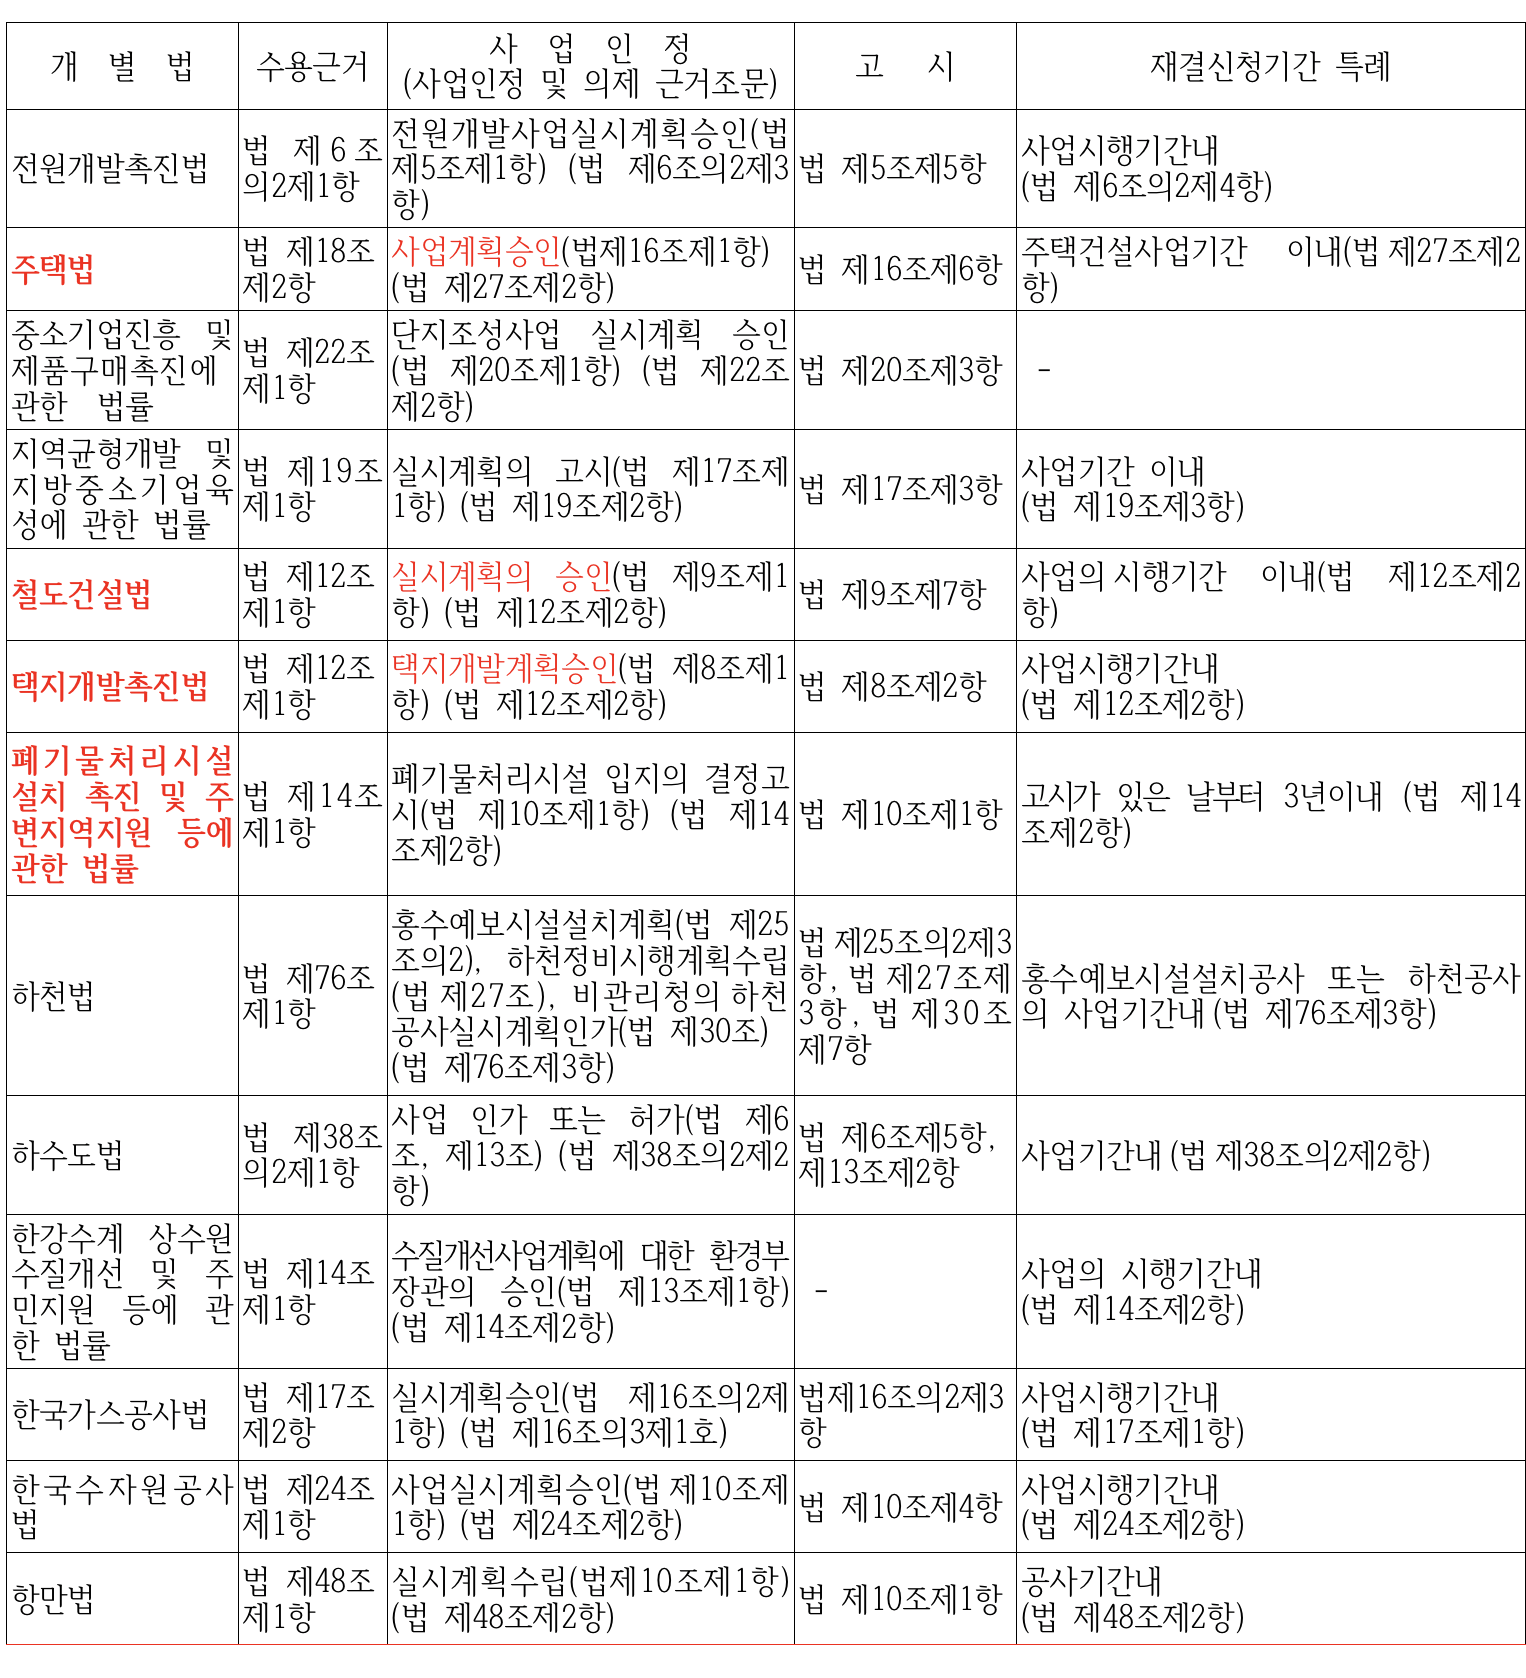 개 별 법
수용근거
사 업 인 정
(사업인정 및 의제 근거조문)
고 시
재결신청기간 특례
전원개발촉진법
법 제6조
의2제1항
전원개발사업실시계획승인(법
제5조제1항) (법 제6조의2제3
항)
법 제5조제5항
사업시행기간내
(법 제6조의2제4항)
주택법
법 제18조
제2항
사업계획승인(법제16조제1항)
(법 제27조제2항)
법 제16조제6항
주택건설사업기간 이내(법 제27조제2
항)
중소기업진흥 및
제품구매촉진에
관한 법률
법 제22조
제1항
단지조성사업 실시계획 승인
(법 제20조제1항) (법 제22조
제2항)
법 제20조제3항
-
지역균형개발 및
지방중소기업육
성에 관한 법률
법 제19조
제1항
실시계획의 고시(법 제17조제
1항) (법 제19조제2항)
법 제17조제3항
사업기간 이내
(법 제19조제3항)
철도건설법
법 제12조
제1항
실시계획의 승인(법 제9조제1
항) (법 제12조제2항)
법 제9조제7항
사업의 시행기간 이내(법 제12조제2
항)
택지개발촉진법
법 제12조
제1항
택지개발계획승인(법 제8조제1
항) (법 제12조제2항)
법 제8조제2항
사업시행기간내
(법 제12조제2항)
폐기물처리시설
설치 촉진 및 주
변지역지원 등에
관한 법률
법 제14조
제1항
폐기물처리시설 입지의 결정고
시(법 제10조제1항) (법 제14
조제2항)
법 제10조제1항
고시가 있은 날부터 3년이내 (법 제14
조제2항)
하천법
법 제76조
제1항
홍수예보시설설치계획(법 제25
조의2), 하천정비시행계획수립
(법 제27조), 비관리청의 하천
공사실시계획인가(법 제30조)
(법 제76조제3항)
법 제25조의2제3
항, 법 제27조제
3항, 법 제30조
제7항
홍수예보시설설치공사 또는 하천공사
의 사업기간내 (법 제76조제3항)
하수도법
법 제38조
의2제1항
사업 인가 또는 허가(법 제6
조, 제13조) (법 제38조의2제2
항)
법 제6조제5항,
제13조제2항
사업기간내 (법 제38조의2제2항)
한강수계 상수원
수질개선 및 주
민지원 등에 관
한 법률
법 제14조
제1항
수질개선사업계획에 대한 환경부
장관의 승인(법 제13조제1항)
(법 제14조제2항)
-
사업의 시행기간내
(법 제14조제2항)
한국가스공사법
법 제17조
제2항
실시계획승인(법 제16조의2제
1항) (법 제16조의3제1호)
법제16조의2제3
항
사업시행기간내
(법 제17조제1항)
한국수자원공사
법
법 제24조
제1항
사업실시계획승인(법 제10조제
1항) (법 제24조제2항)
법 제10조제4항
사업시행기간내
(법 제24조제2항)
항만법
법 제48조
제1항
실시계획수립(법제10조제1항)
(법 제48조제2항)
법 제10조제1항
공사기간내
(법 제48조제2항)